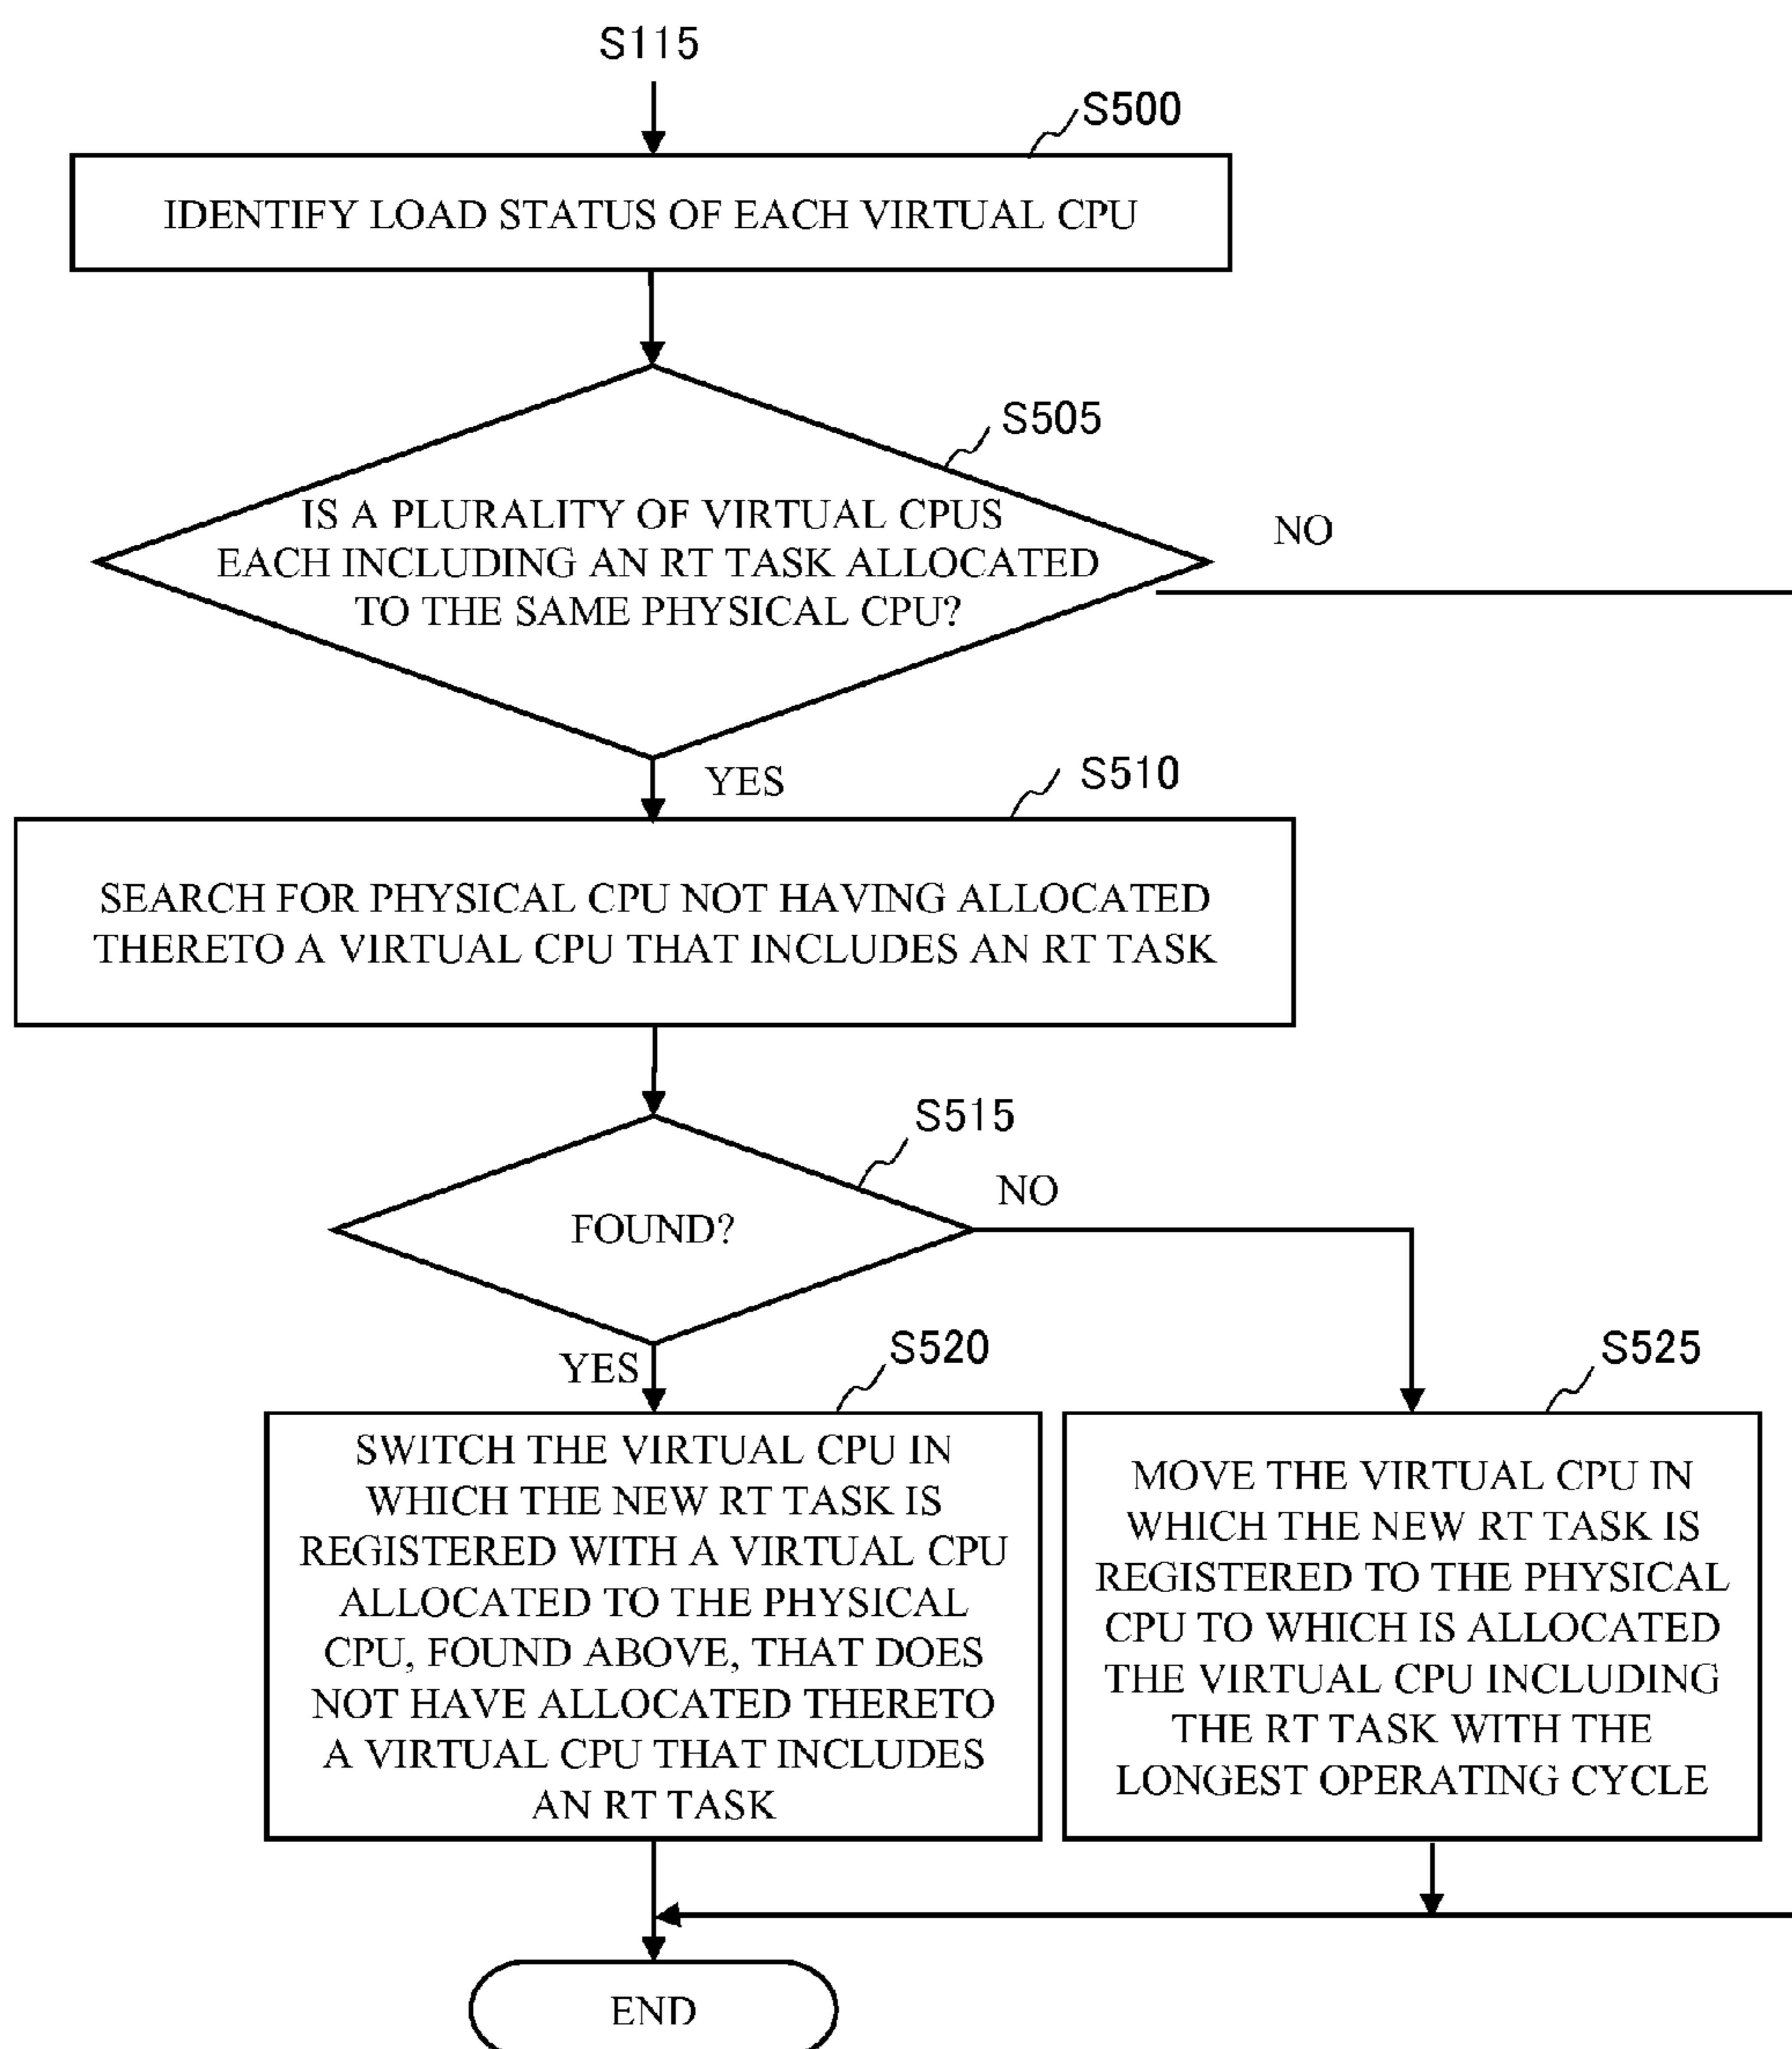 S115
S500
IDENTIFY LOAD STATUS OF EACH VIRTUAL CPU
S505
IS A PLURALITY OF VIRTUAL CPUS
EACH INCLUDING AN RT TASK ALLOCATED
TO THE SAME PHYSICAL CPU?
NO
YES
S510
SEARCH FOR PHYSICAL CPU NOT HAVING ALLOCATED
THERETO A VIRTUAL CPU THAT INCLUDES AN RT TASK
S515
FOUND?
NO
YES
S520
SWITCH THE VIRTUAL CPU IN
WHICH THE NEW RT TASK IS
REGISTERED WITH A VIRTUAL CPU
ALLOCATED TO THE PHYSICAL
CPU, FOUND ABOVE, THAT DOES
NOT HAVE ALLOCATED THERETO
A VIRTUAL CPU THAT INCLUDES
AN RT TASK
S525
MOVE THE VIRTUAL CPU IN
WHICH THE NEW RT TASK IS
REGISTERED TO THE PHYSICAL
CPU TO WHICH IS ALLOCATED
THE VIRTUAL CPU INCLUDING
THE RT TASK WITH THE
LONGEST OPERATING CYCLE
END